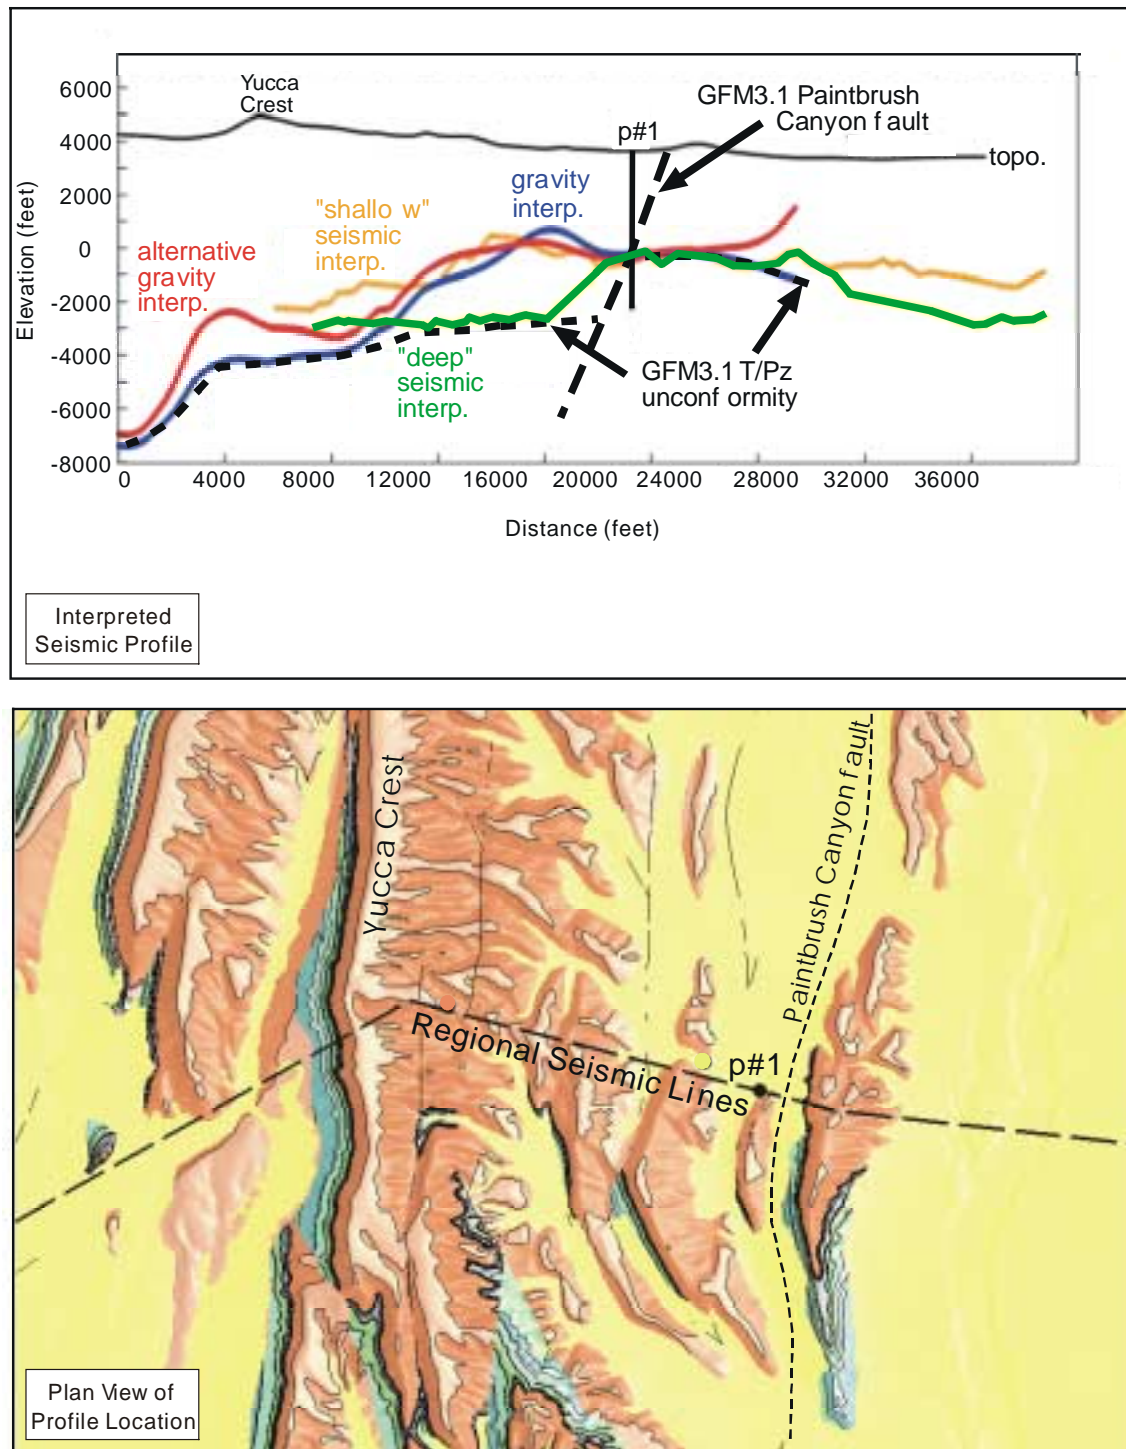 6000
4000
2000
0
-2000
-4000
-6000
-8000
Elevation (feet)
Yucca
Crest
p#1
GFM3.1 Paintbrush
Canyon f ault
topo.
gravity
interp.
"shallo w"
seismic
interp.
alternative
gravity
interp.
"deep"
seismic
interp.
GFM3.1 T/Pz
unconf ormity
0 4000 8000 12000 16000 20000 24000 28000 32000 36000
Distance (feet)
Interpreted
Seismic Profile
Yucca Crest
Paintbrush Canyon f ault
Regional Seismic Lines
p#1
Plan View of
Profile Location